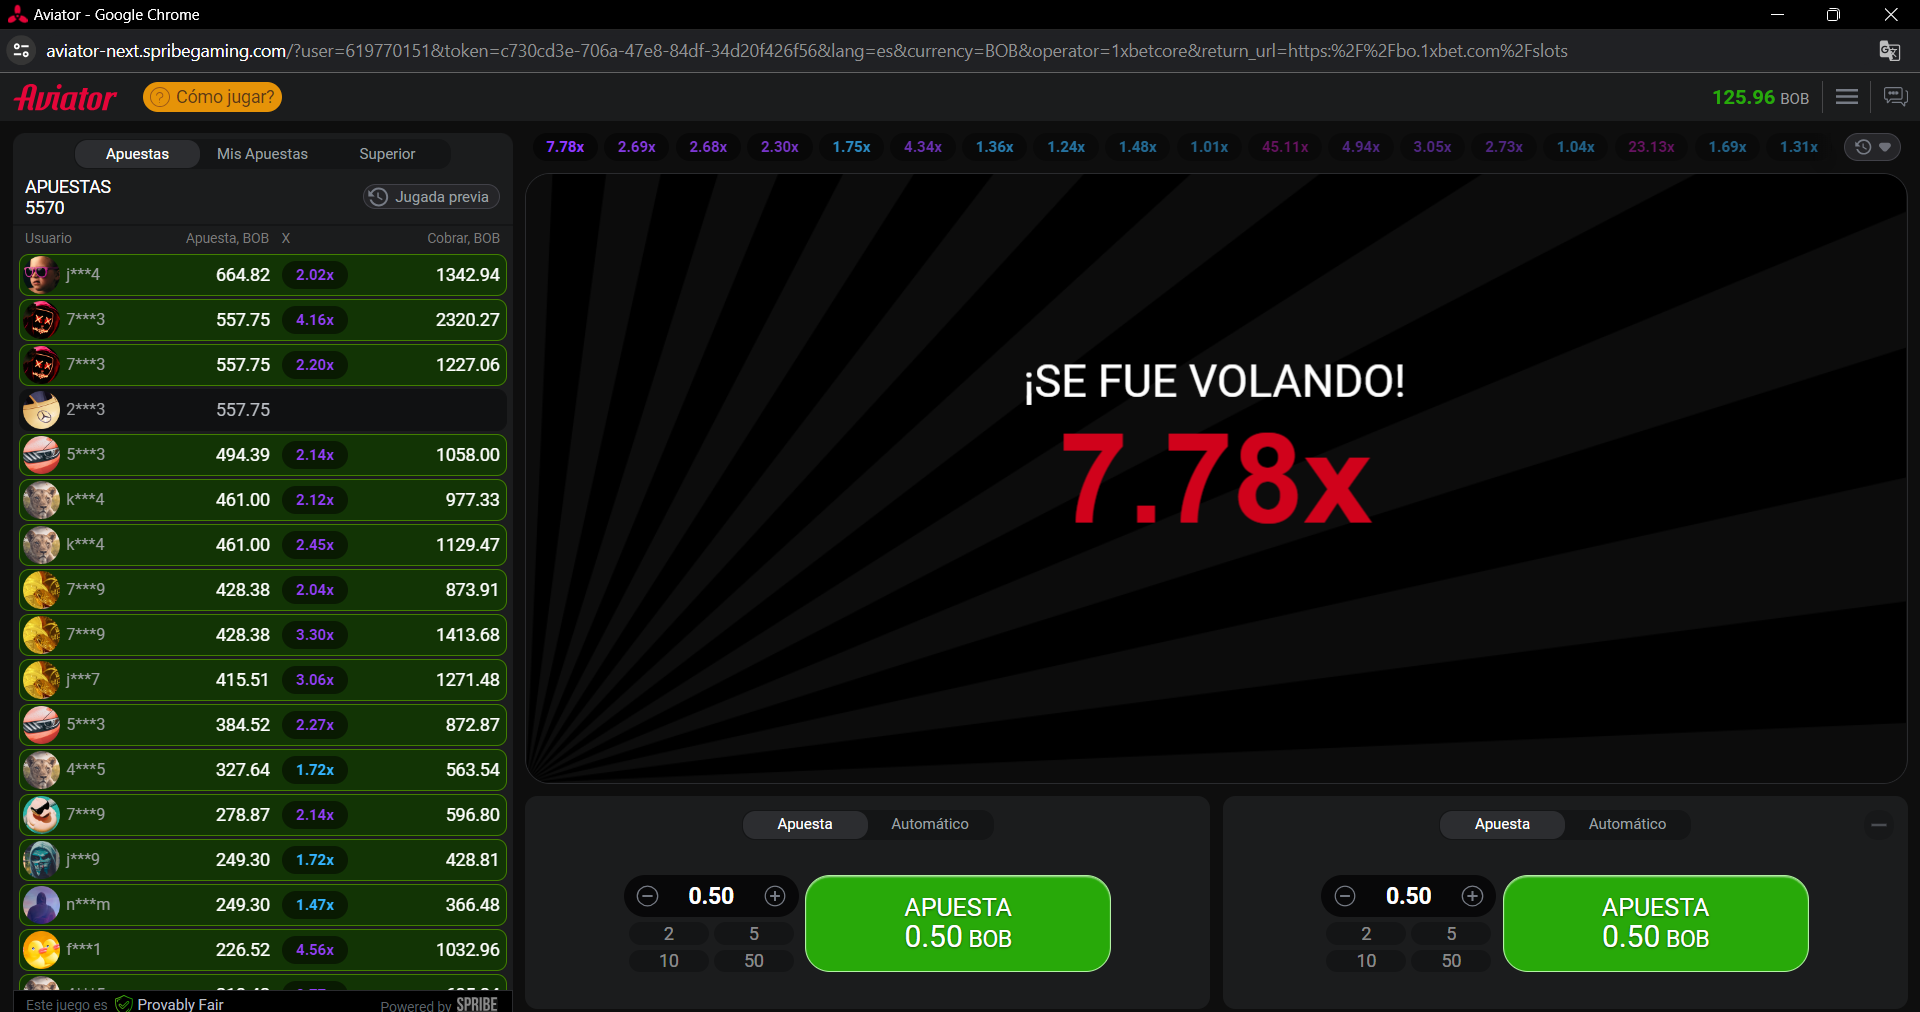 Aviator - Google Chrome
aviator-next.spribegaming.com/?user=619770151&token=c730cd3e-706a-47e8-84df-34d20f426f56&lang=es&currency=BOB&operator=1xbetcore&return_url=https:%2F%2Fbo.1xbet.com%2Fslots
Aviator
? Cómo jugar?
125.96 BOB
Apuestas Mis Apuestas Superior
7.78x 2.69x 2.68x 2.30x 1.75x 4.34x 1.36x 1.24x 1.48x 1.01x 45.11x 4.94x 3.05x 2.73x 1.04x 23.13x 1.69x 1.31x
APUESTAS
5570
Jugada previa
Usuario Apuesta, BOB X Cobrar, BOB
j***4 664.82 2.02x 1342.94
7***3 557.75 4.16x 2320.27
7***3 557.75 2.20x 1227.06
2***3 557.75
5***3 494.39 2.14x 1058.00
k***4 461.00 2.12x 977.33
k***4 461.00 2.45x 1129.47
7***9 428.38 2.04x 873.91
7***9 428.38 3.30x 1413.68
j***7 415.51 3.06x 1271.48
5***3 384.52 2.27x 872.87
4***5 327.64 1.72x 563.54
7***9 278.87 2.14x 596.80
j***9 249.30 1.72x 428.81
n***m 249.30 1.47x 366.48
f***1 226.52 4.56x 1032.96
Este juego es Provably Fair
Powered by SPRIBE
¡SE FUE VOLANDO!
7.78x
Apuesta Automático
0.50
2 5
10 50
APUESTA
0.50 BOB
Apuesta Automático
0.50
2 5
10 50
APUESTA
0.50 BOB